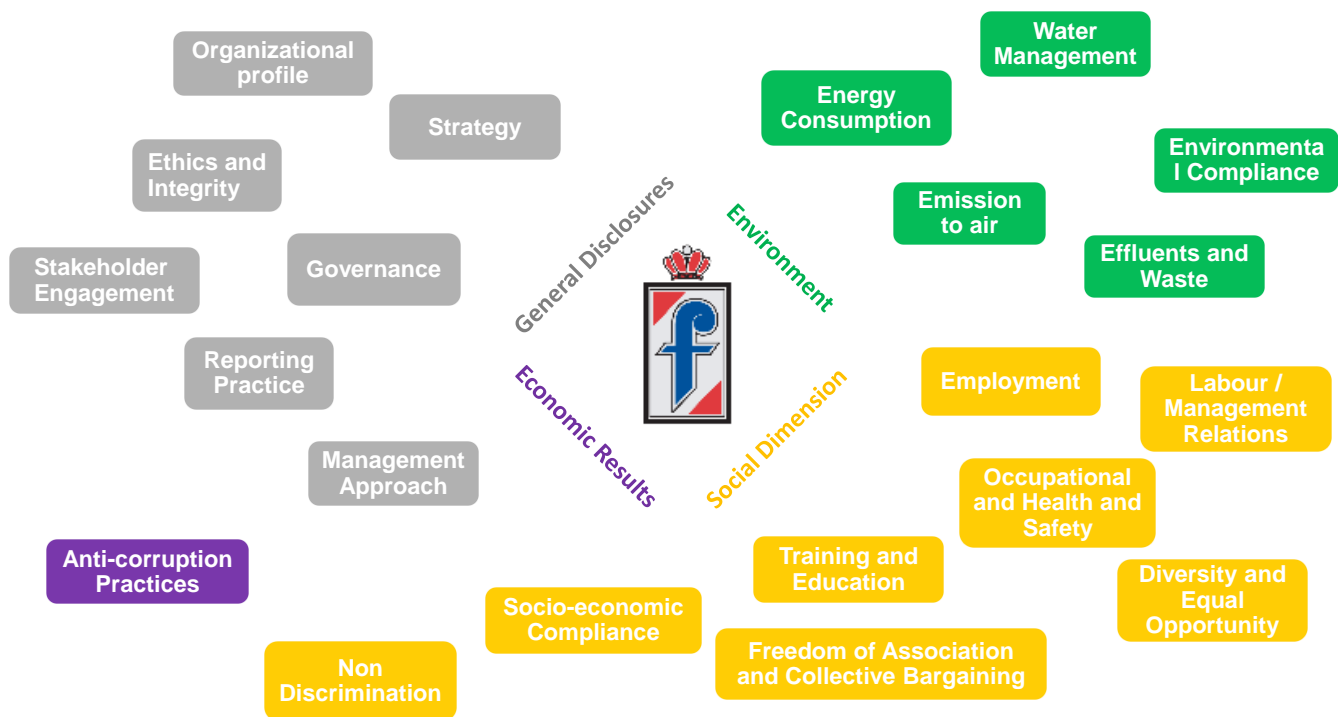 Organizational
profile
Strategy
Ethics and
Integrity
Stakeholder
Engagement
Governance
Reporting
Practice
Management
Approach
General Disclosures
Environment
Economic Results
Social Dimension
f
Water
Management
Energy
Consumption
Environmenta
l Compliance
Emission
to air
Effluents and
Waste
Employment
Labour /
Management
Relations
Occupational
and Health and
Safety
Training and
Education
Diversity and
Equal
Opportunity
Anti-corruption
Practices
Socio-economic
Compliance
Freedom of Association
and Collective Bargaining
Non
Discrimination